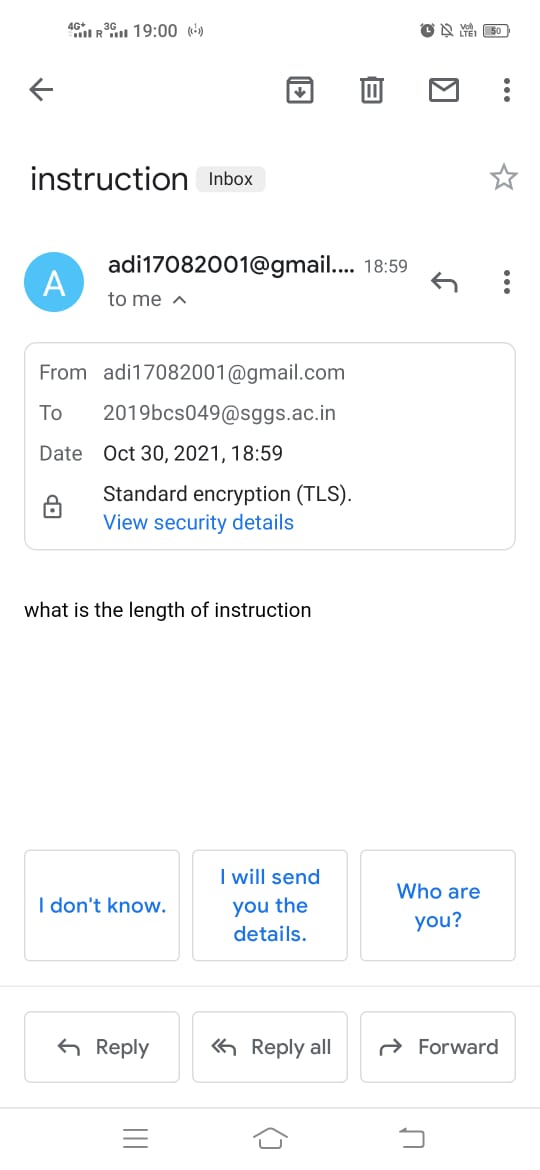 4G+ R 3G 19:00 Vol) LTE1 50
instruction Inbox
adi17082001@gmail.... 18:59
A
to me
From adi17082001@gmail.com
To 2019bcs049@sggs.ac.in
Date Oct 30, 2021, 18:59
Standard encryption (TLS).
View security details
what is the length of instruction
I don't know.
I will send
you the
details.
Who are
you?
Reply
Reply all
Forward